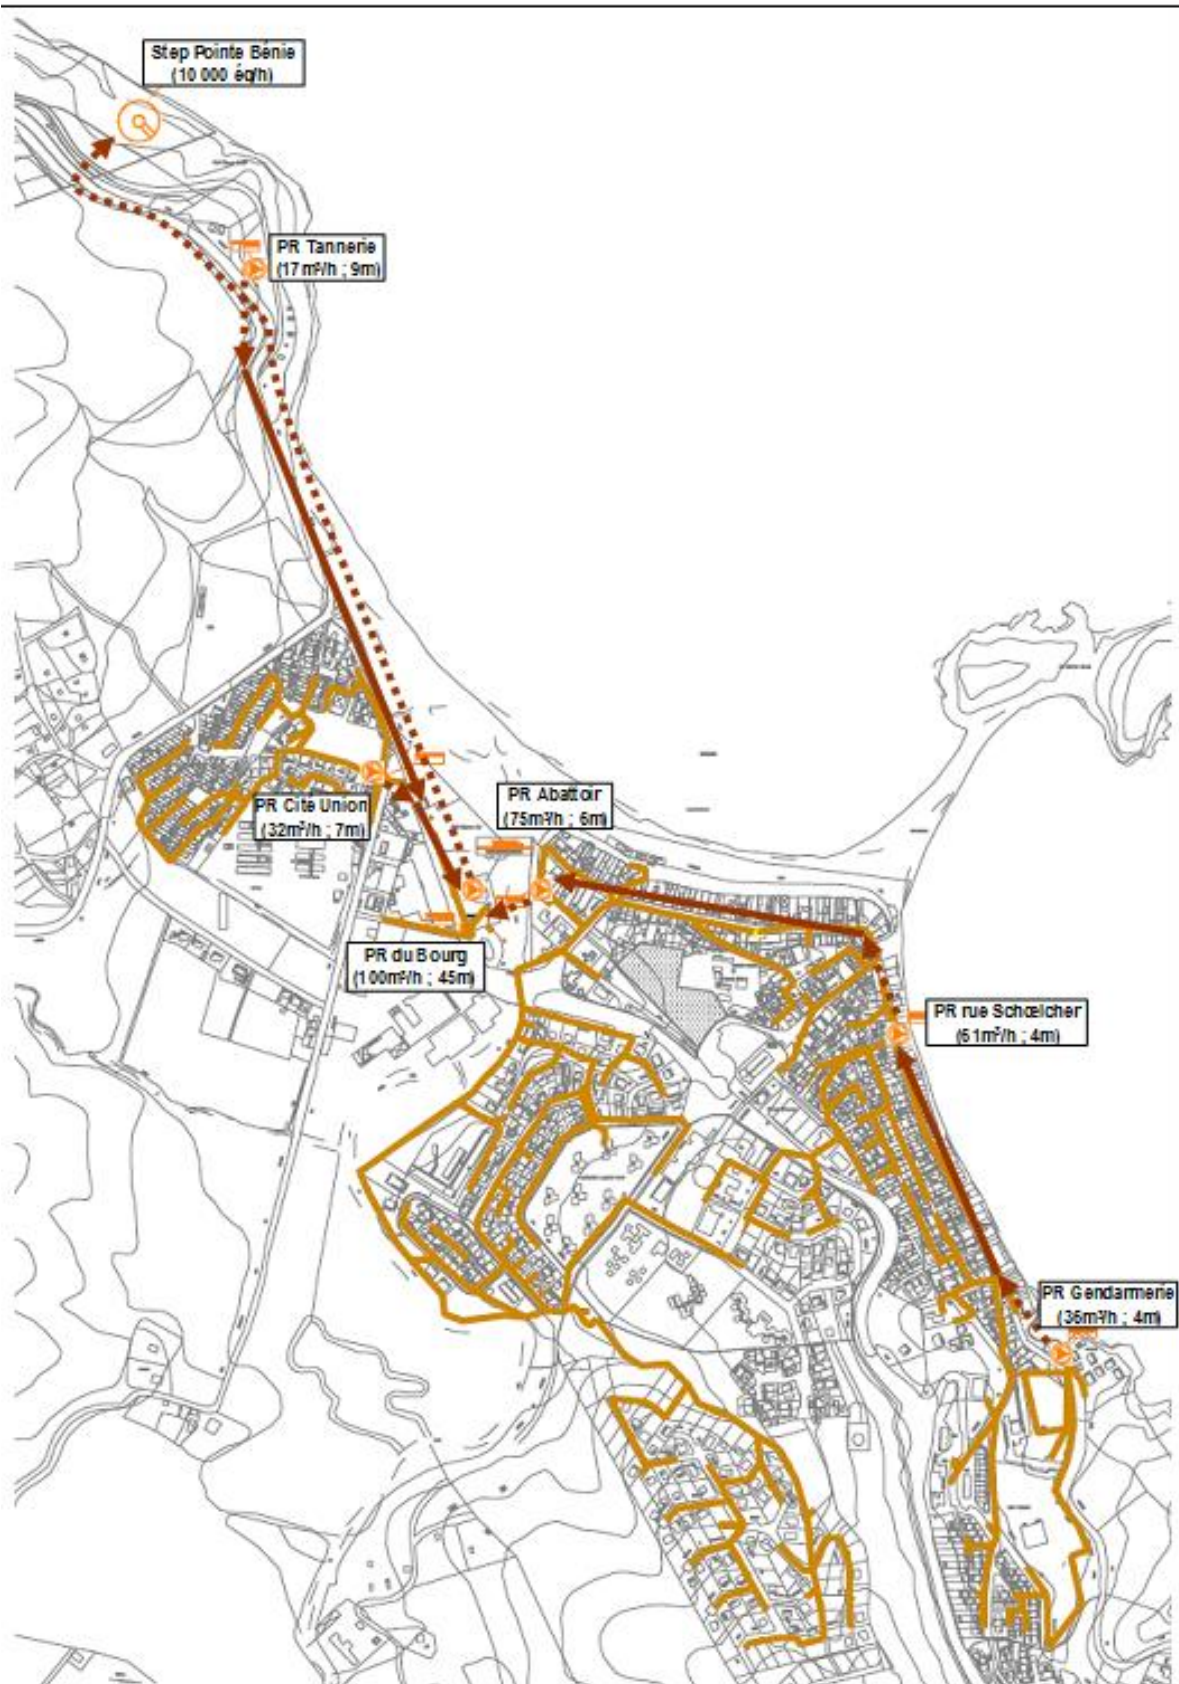 Step Pointe Bénie
(10 000 éq/h)
PR Tannerie
(17m³/h ; 9m)
PR Abattoir
(75m³/h ; 6m)
PR Cité Union
(32m³/h ; 7m)
PR du Bourg
(100m³/h ; 45m)
PR rue Schœlcher
(61m³/h ; 4m)
PR Gendarmerie
(36m³/h ; 4m)